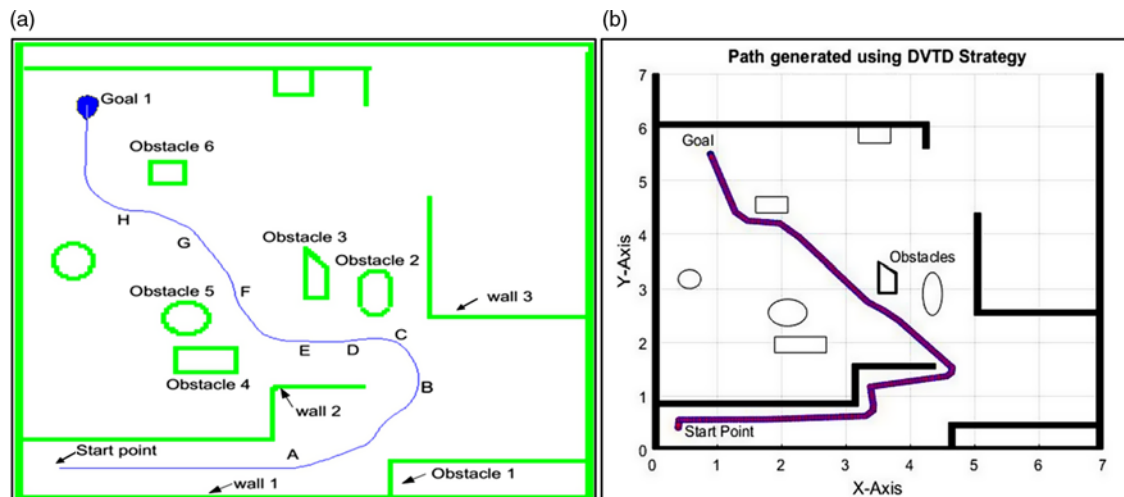 (a)
Goal 1
Obstacle 6
H
G
Obstacle 3
Obstacle 2
F
Obstacle 5
wall 3
E
D
C
B
Obstacle 4
wall 2
Start point
A
Obstacle 1
wall 1
(b)
Path generated using DVTD Strategy
7
6
5
4
3
2
1
0
Y-Axis
Goal
Obstacles
Start Point
0 1 2 3 4 5 6 7
X-Axis